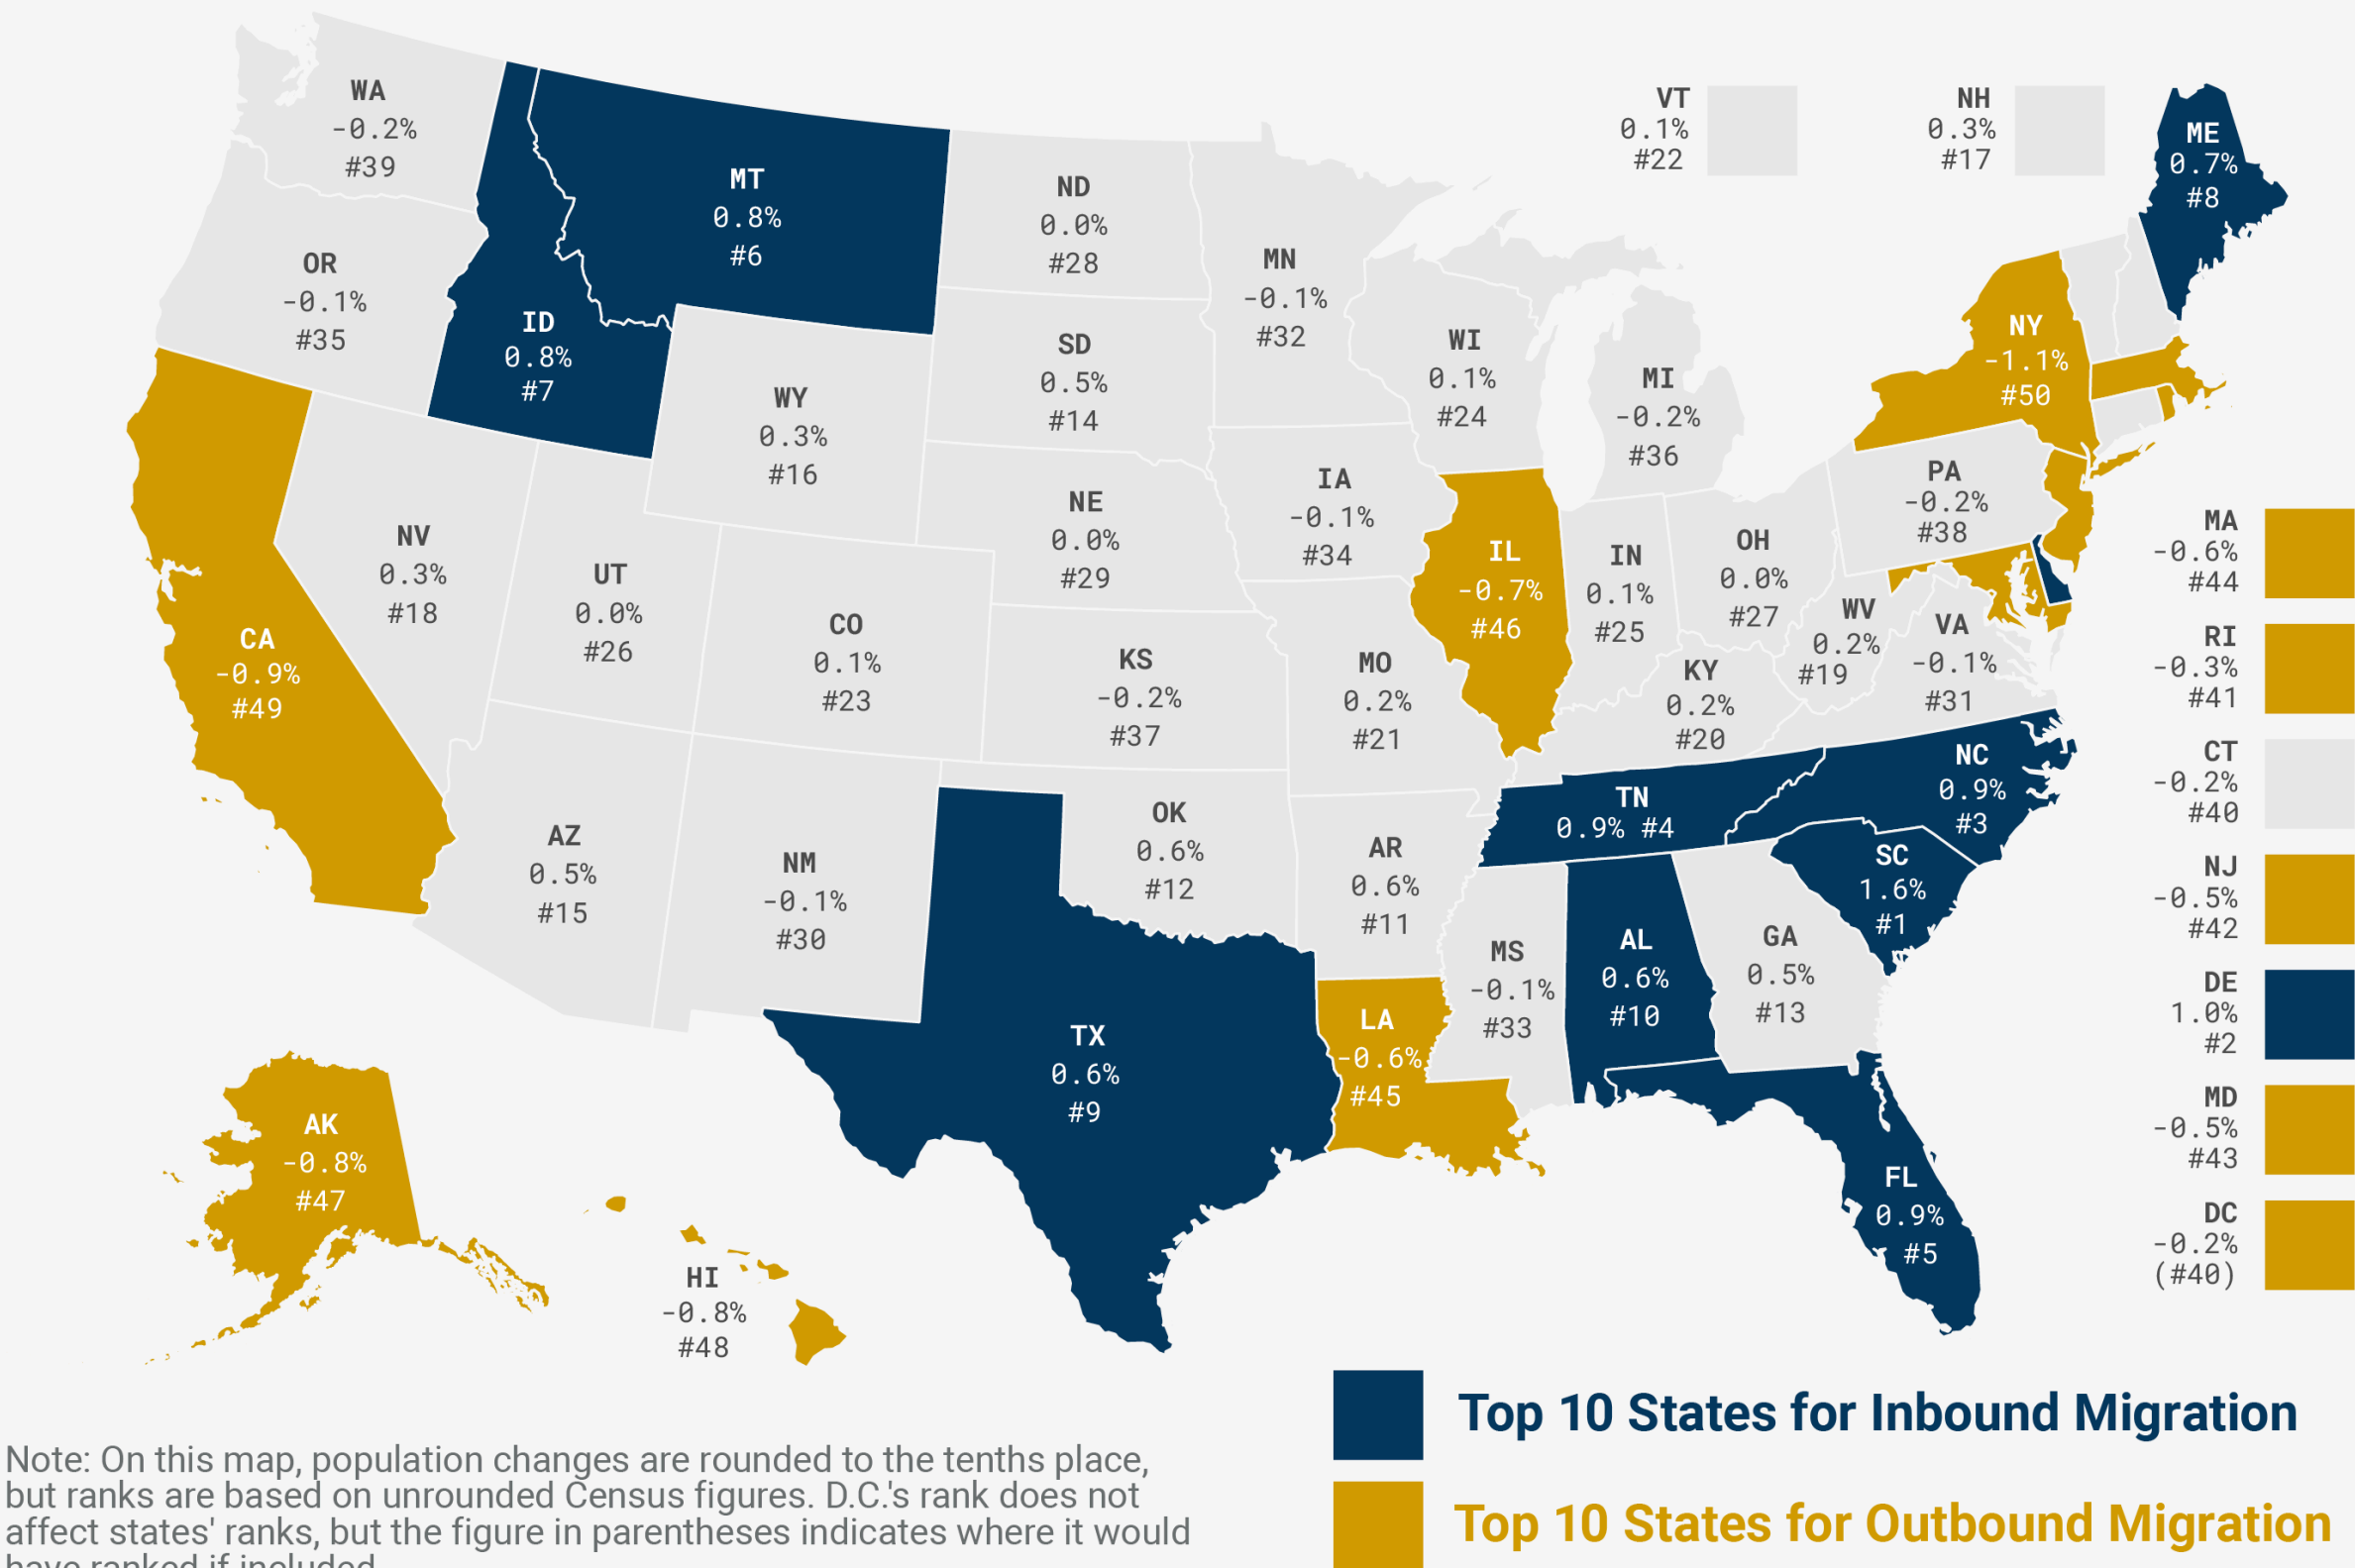 WA
-0.2%
#39
OR
-0.1%
#35
CA
-0.9%
#49
NV
0.3%
#18
ID
0.8%
#7
MT
0.8%
#6
WY
0.3%
#16
UT
0.0%
#26
CO
0.1%
#23
AZ
0.5%
#15
NM
-0.1%
#30
ND
0.0%
#28
SD
0.5%
#14
NE
0.0%
#29
KS
-0.2%
#37
OK
0.6%
#12
TX
0.6%
#9
MN
-0.1%
#32
IA
-0.1%
#34
MO
0.2%
#21
AR
0.6%
#11
LA
-0.6%
#45
WI
0.1%
#24
IL
-0.7%
#46
MI
-0.2%
#36
IN
0.1%
#25
OH
0.0%
#27
KY
0.2%
#20
TN
0.9% #4
MS
-0.1%
#33
AL
0.6%
#10
GA
0.5%
#13
FL
0.9%
#5
SC
1.6%
#1
NC
0.9%
#3
VA
-0.1%
#31
WV
0.2%
#19
PA
-0.2%
#38
NY
-1.1%
#50
VT
0.1%
#22
NH
0.3%
#17
ME
0.7%
#8
MA
-0.6%
#44
RI
-0.3%
#41
CT
-0.2%
#40
NJ
-0.5%
#42
DE
1.0%
#2
MD
-0.5%
#43
DC
-0.2%
(#40)
AK
-0.8%
#47
HI
-0.8%
#48
Top 10 States for Inbound Migration
Top 10 States for Outbound Migration
Note: On this map, population changes are rounded to the tenths place,
but ranks are based on unrounded Census figures. D.C.'s rank does not
affect states' ranks, but the figure in parentheses indicates where it would
have ranked if included